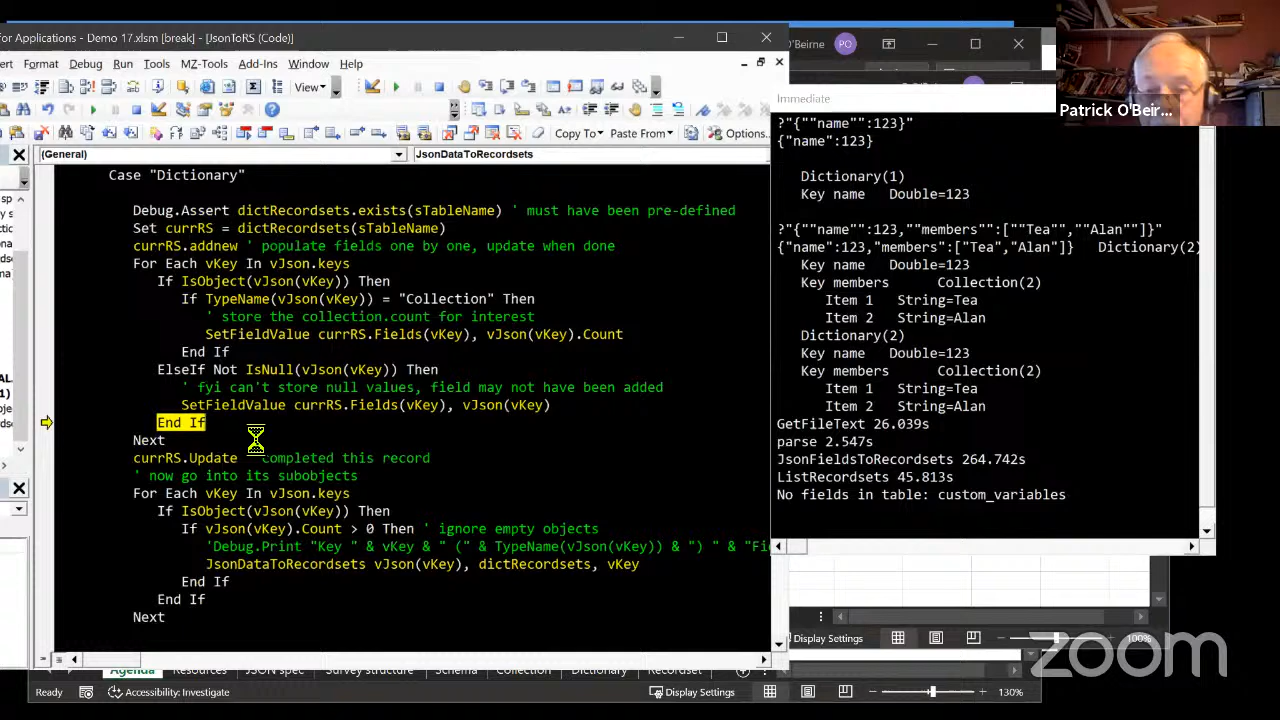 for Applications - Demo 17.xlsm [break] - [JsonToRS (Code)]
ert Format Debug Run Tools MZ-Tools Add-Ins Window Help
View
Copy To Paste From Options
(General) JsonDataToRecordsets
Case "Dictionary"
Debug.Assert dictRecordsets.exists(sTableName) ' must have been pre-defined
Set currRS = dictRecordsets(sTableName)
currRS.addnew ' populate fields one by one, update when done
For Each vKey In vJson.keys
If IsObject(vJson(vKey)) Then
If TypeName(vJson(vKey)) = "Collection" Then
' store the collection.count for interest
SetFieldValue currRS.Fields(vKey), vJson(vKey).Count
End If
ElseIf Not IsNull(vJson(vKey)) Then
' fyi can't store null values, field may not have been added
SetFieldValue currRS.Fields(vKey), vJson(vKey)
End If
Next
currRS.Update completed this record
' now go into its subobjects
For Each vKey In vJson.keys
If IsObject(vJson(vKey)) Then
If vJson(vKey).Count > 0 Then ' ignore empty objects
'Debug.Print "Key " & vKey & " (" & TypeName(vJson(vKey)) & ") " & "Fi
JsonDataToRecordsets vJson(vKey), dictRecordsets, vKey
End If
End If
Next
O'Beirne PO
Immediate
?"{""name"":123}"
{"name":123}
Dictionary(1)
Key name Double=123
?"{""name"":123,""members"":[""Tea"",""Alan""]}"
{"name":123,"members":["Tea","Alan"]} Dictionary(2)
Key name Double=123
Key members Collection(2)
Item 1 String=Tea
Item 2 String=Alan
Dictionary(2)
Key name Double=123
Key members Collection(2)
Item 1 String=Tea
Item 2 String=Alan
GetFileText 26.039s
parse 2.547s
JsonFieldsToRecordsets 264.742s
ListRecordsets 45.813s
No fields in table: custom_variables
Patrick O'Beir...
Display Settings 100%
Agenda Resources JSON spec Survey structure Schema Collection Dictionary Recordset
Ready Accessibility: Investigate Display Settings 130%
zoom